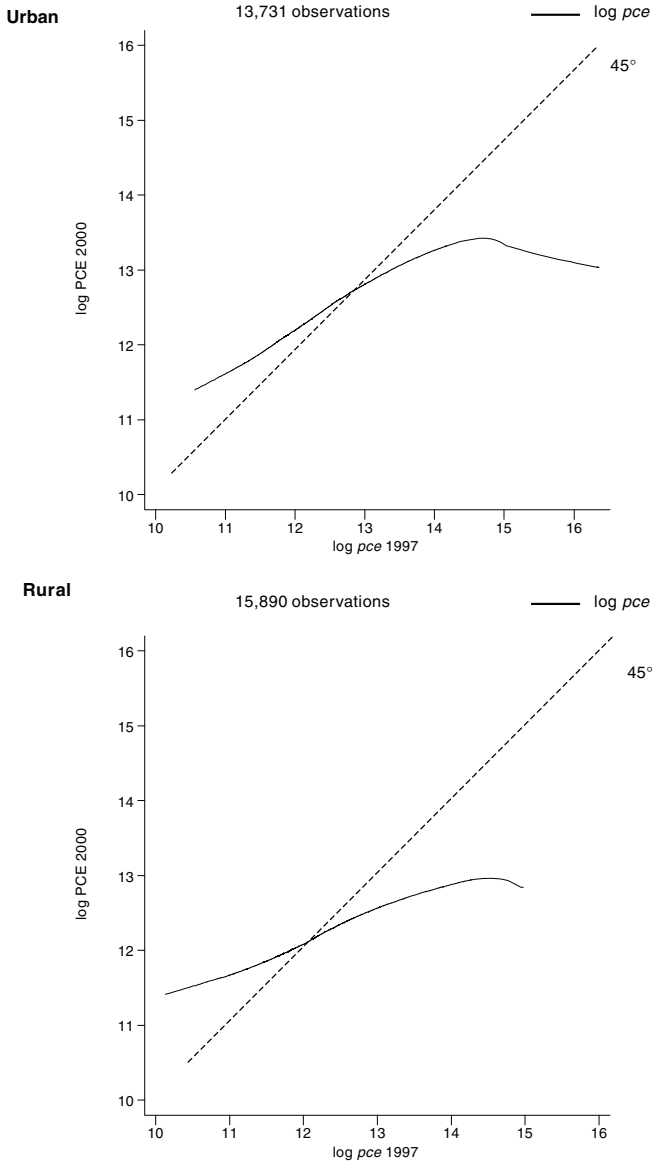 Urban
13,731 observations
log pce
45°
16
15
14
13
12
11
10
log PCE 2000
10 11 12 13 14 15 16
log pce 1997
Rural
15,890 observations
log pce
45°
16
15
14
13
12
11
10
log PCE 2000
10 11 12 13 14 15 16
log pce 1997